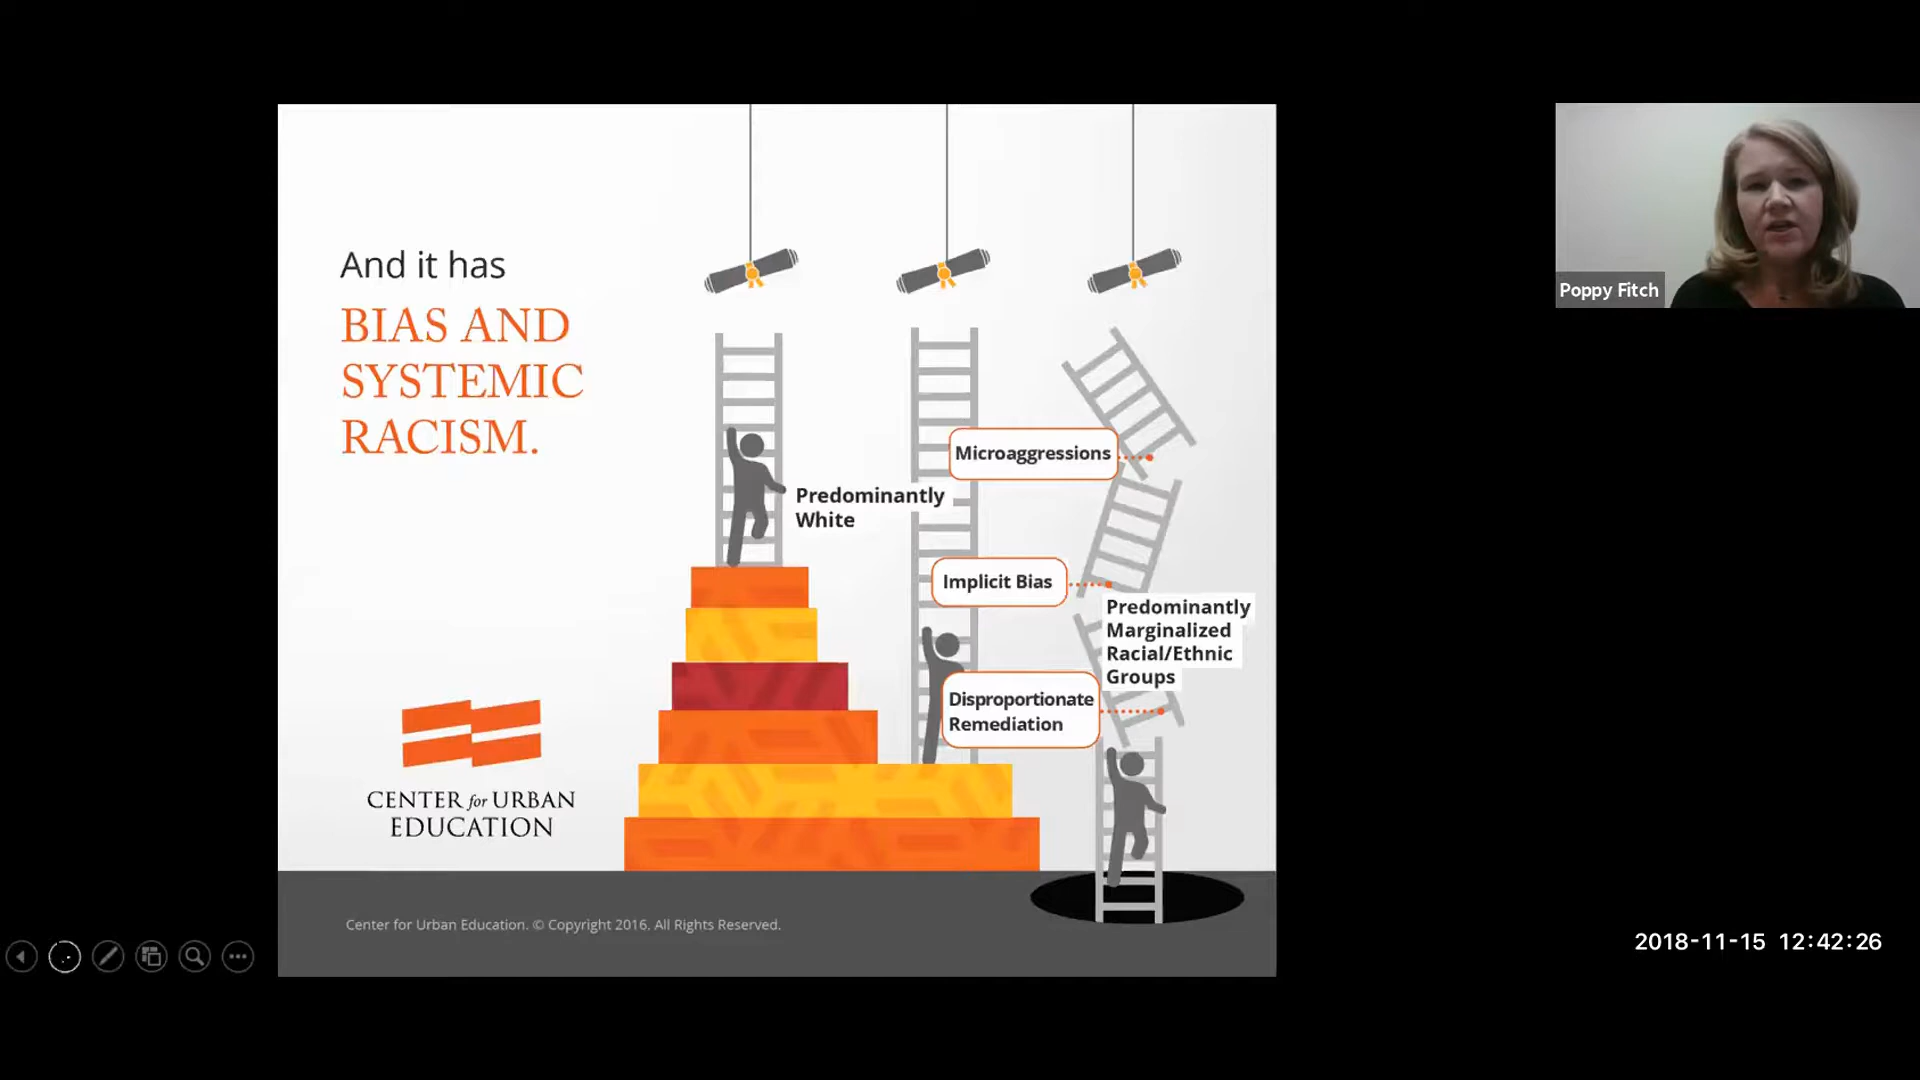 And it has
BIAS AND
SYSTEMIC
RACISM.
Microaggressions
Predominantly
White
Implicit Bias
Predominantly
Marginalized
Racial/Ethnic
Groups
Disproportionate
Remediation
CENTER for URBAN
EDUCATION
Center for Urban Education. © Copyright 2016. All Rights Reserved.
Poppy Fitch
2018-11-15 12:42:26